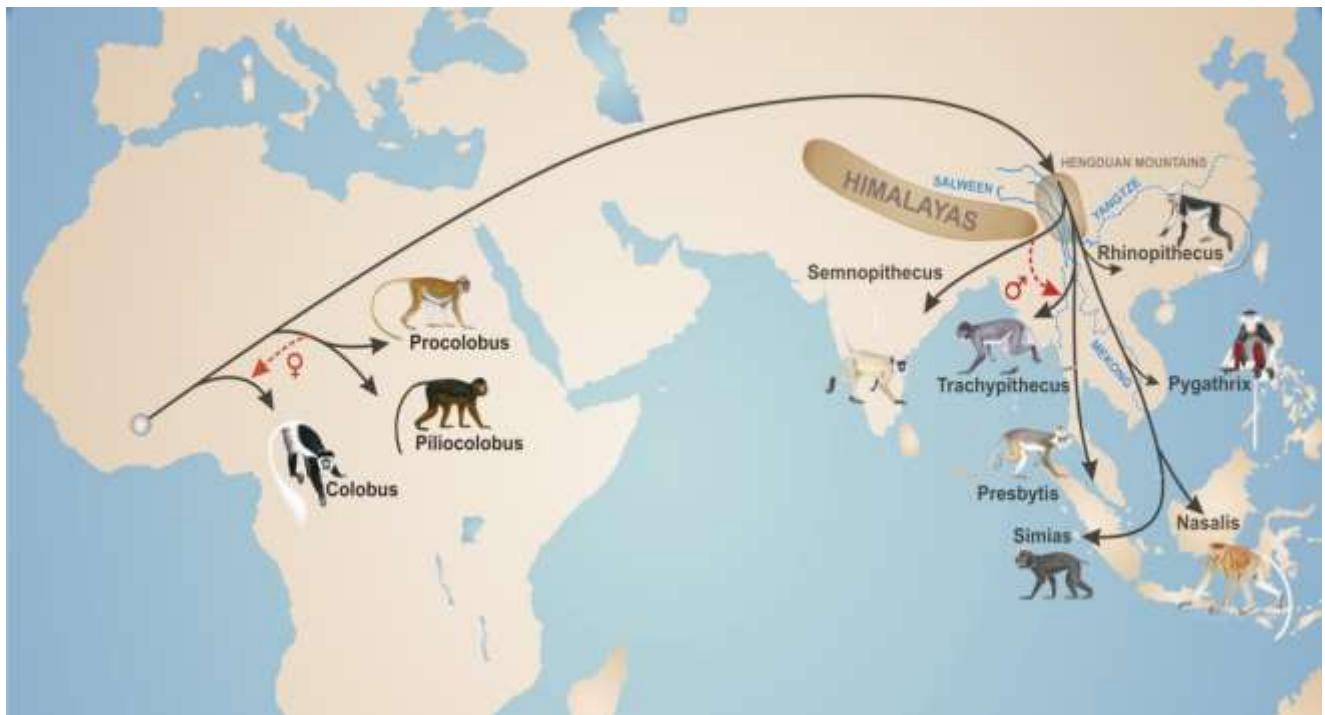 HENGDUAN MOUNTAINS
SALWEEN
HIMALAYAS
YANGTZE
Rhinopithecus
Semnopithecus
♂
Procolobus
♀
MEKONG
Trachypithecus
Pygathrix
Piliocolobus
Colobus
Presbytis
Nasalis
Simias